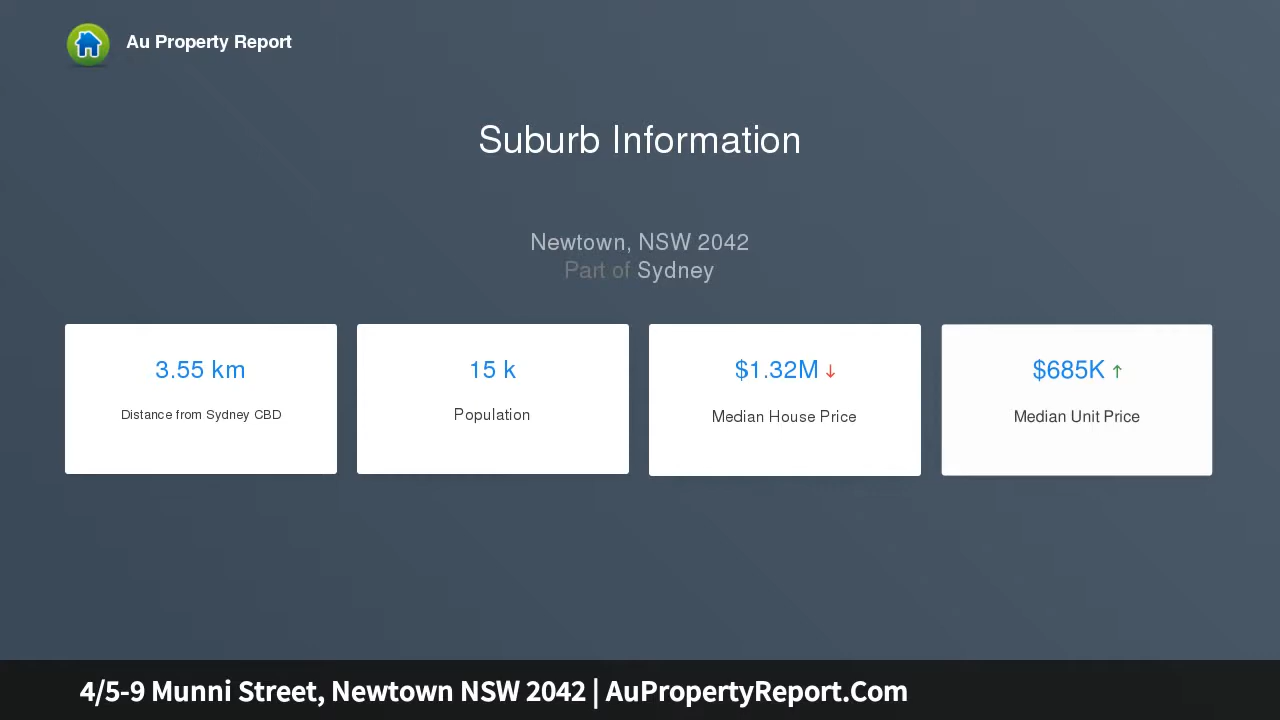 Au Property Report
Suburb Information
Newtown, NSW 2042
Part of Sydney
3.55 km
Distance from Sydney CBD
15 k
Population
$1.32M ↓
Median House Price
$685K ↑
Median Unit Price
4/5-9 Munni Street, Newtown NSW 2042 | AuPropertyReport.Com